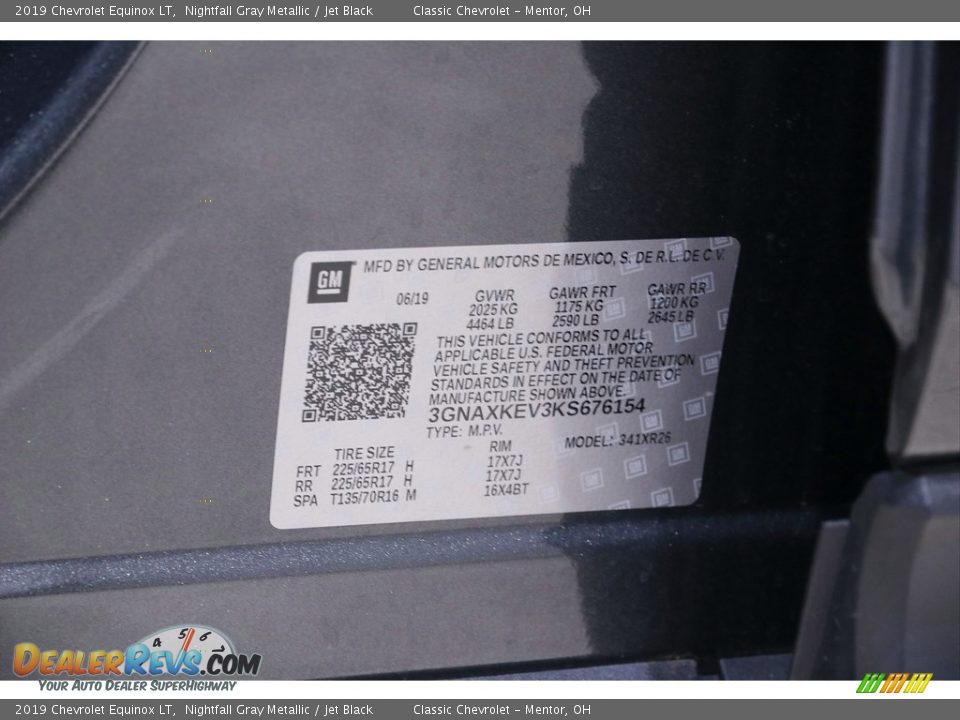 2019 Chevrolet Equinox LT, Nightfall Gray Metallic / Jet Black Classic Chevrolet - Mentor, OH
GM MFD BY GENERAL MOTORS DE MEXICO, S. DE R.L. DE C.V.
06/19 GVWR GAWR FRT GAWR RR
2025 KG 1175 KG 1200 KG
4464 LB 2590 LB 2645 LB
THIS VEHICLE CONFORMS TO ALL
APPLICABLE U.S. FEDERAL MOTOR
VEHICLE SAFETY AND THEFT PREVENTION
STANDARDS IN EFFECT ON THE DATE OF
MANUFACTURE SHOWN ABOVE.
3GNAXKEV3KS676154
TYPE: M.P.V. MODEL: 341XR26
TIRE SIZE RIM
FRT 225/65R17 H 17X7J
RR 225/65R17 H 17X7J
SPA T135/70R16 M 16X4BT
4 5 6
DEALERREVS.COM
YOUR AUTO DEALER SUPERHIGHWAY
2019 Chevrolet Equinox LT, Nightfall Gray Metallic / Jet Black Classic Chevrolet - Mentor, OH